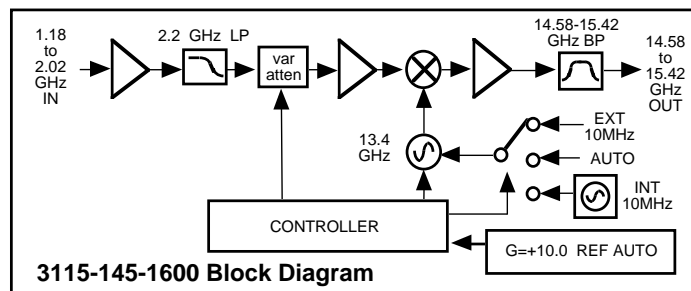 1.18
to
2.02
GHz
IN
2.2 GHz LP
var
atten
14.58-15.42
GHz BP
14.58
to
15.42
GHz
OUT
13.4
GHz
EXT
10MHz
AUTO
INT
10MHz
CONTROLLER
G=+10.0 REF AUTO
3115-145-1600 Block Diagram